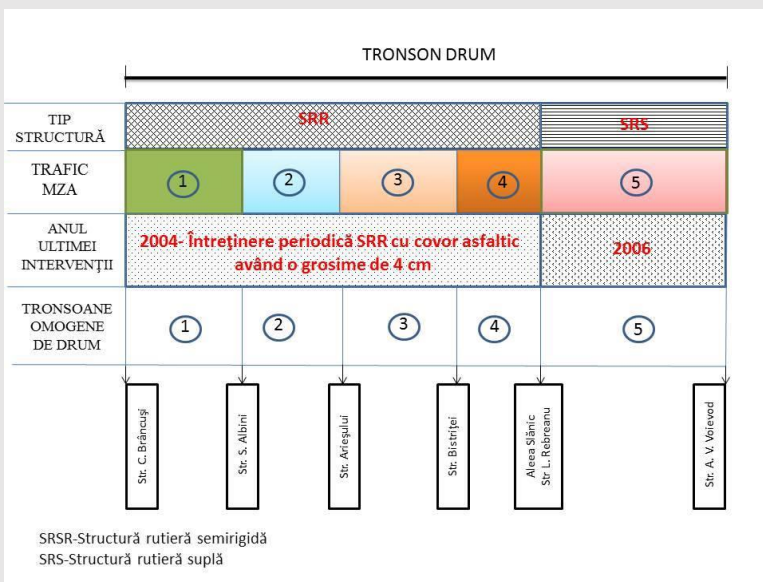 TRONSON DRUM
TIP
STRUCTURĂ
SRR
SRS
TRAFIC
MZA
1
2
3
4
5
ANUL
ULTIMEI
INTERVENŢII
2004- Întreţinere periodică SRR cu covor asfaltic
având o grosime de 4 cm
2006
TRONSOANE
OMOGENE
DE DRUM
1
2
3
4
5
Str. C. Brâncuşi
Str. S. Albini
Str. Arieşului
Str. Bistriţei
Aleea Slănic
Str L. Rebreanu
Str. A. V. Voievod
SRSR-Structură rutieră semirigidă
SRS-Structură rutieră suplă